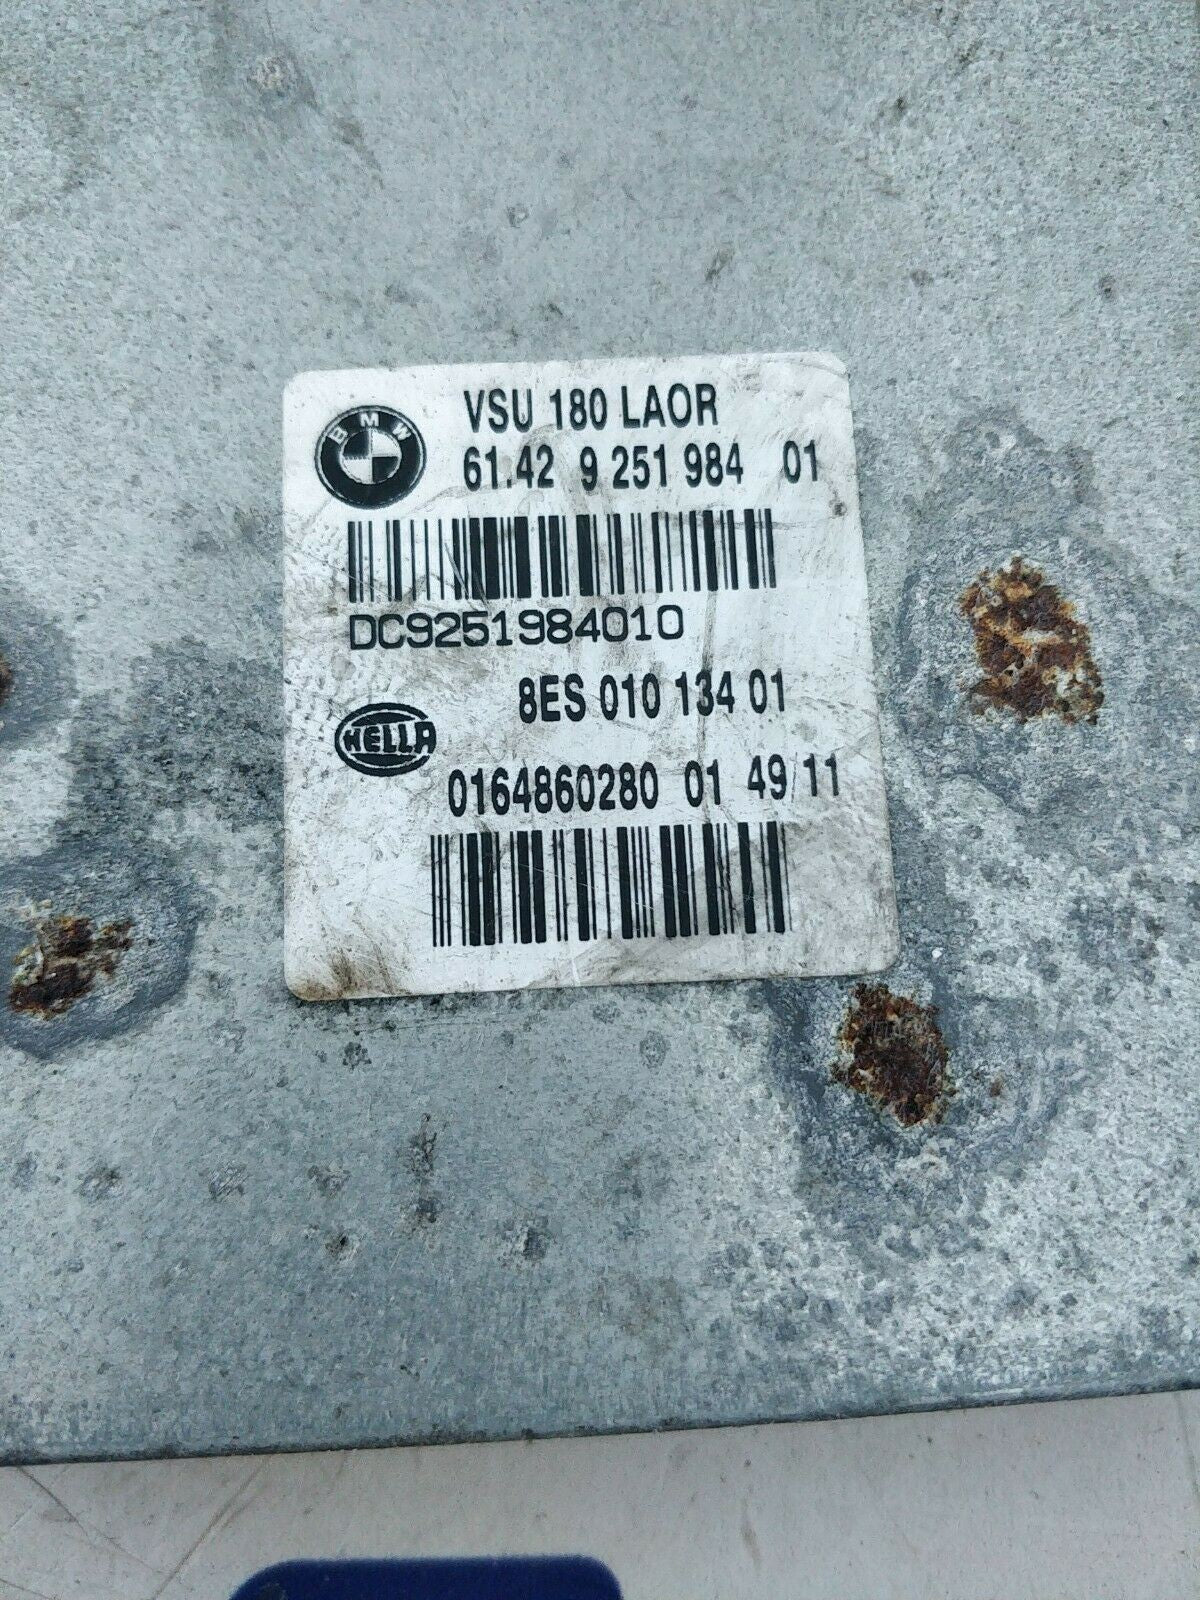 VSU 180 LAOR
BMW
61.42 9 251 984 01
DC9251984010
8ES 010 134 01
HELLA
0164860280 01 49 11